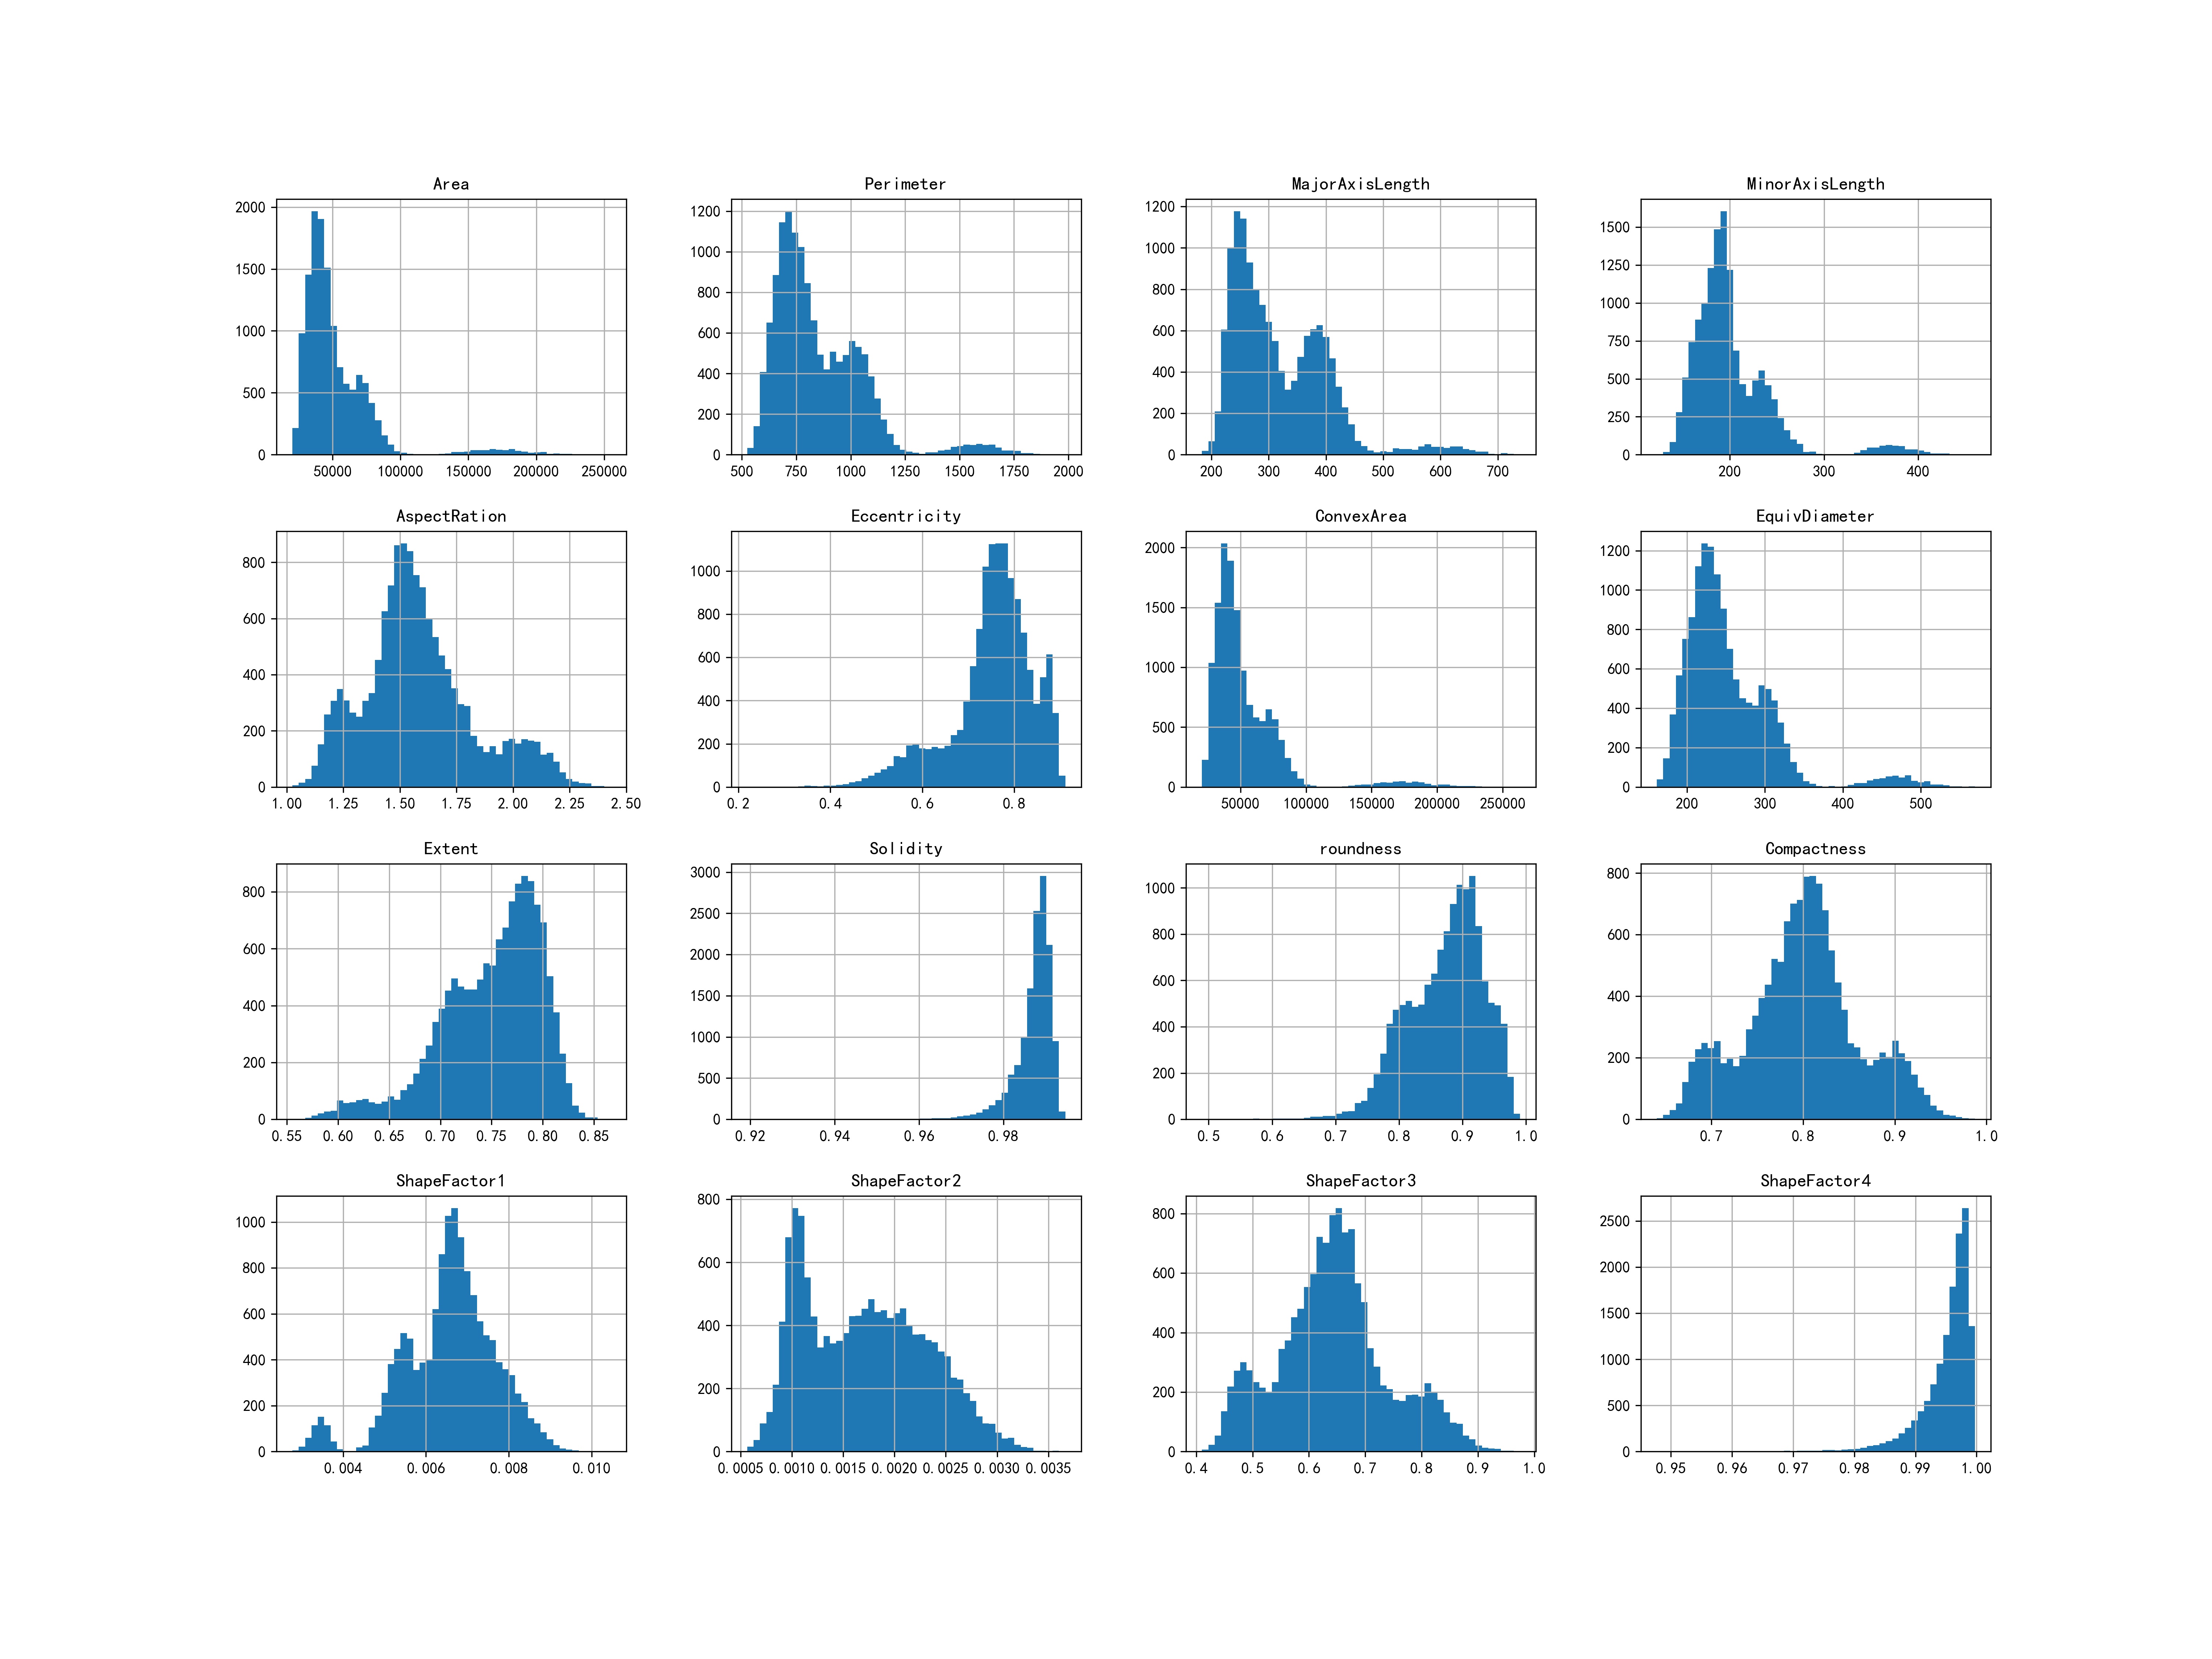 Area Perimeter MajorAxisLength MinorAxisLength
2000 1500 1000 500 0
1200 1000 800 600 400 200 0
1200 1000 800 600 400 200 0
1500 1250 1000 750 500 250 0
50000 100000 150000 200000 250000
500 750 1000 1250 1500 1750 2000
200 300 400 500 600 700
200 300 400
AspectRation Eccentricity ConvexArea EquivDiameter
800 600 400 200 0
1000 800 600 400 200 0
2000 1500 1000 500 0
1200 1000 800 600 400 200 0
1.00 1.25 1.50 1.75 2.00 2.25 2.50
0.2 0.4 0.6 0.8
50000 100000 150000 200000 250000
200 300 400 500
Extent Solidity roundness Compactness
800 600 400 200 0
3000 2500 2000 1500 1000 500 0
1000 800 600 400 200 0
800 600 400 200 0
0.55 0.60 0.65 0.70 0.75 0.80 0.85
0.92 0.94 0.96 0.98
0.5 0.6 0.7 0.8 0.9 1.0
0.7 0.8 0.9 1.0
ShapeFactor1 ShapeFactor2 ShapeFactor3 ShapeFactor4
1000 800 600 400 200 0
800 600 400 200 0
800 600 400 200 0
2500 2000 1500 1000 500 0
0.004 0.006 0.008 0.010
0.0005 0.0010 0.0015 0.0020 0.0025 0.0030 0.0035
0.4 0.5 0.6 0.7 0.8 0.9 1.0
0.95 0.96 0.97 0.98 0.99 1.00